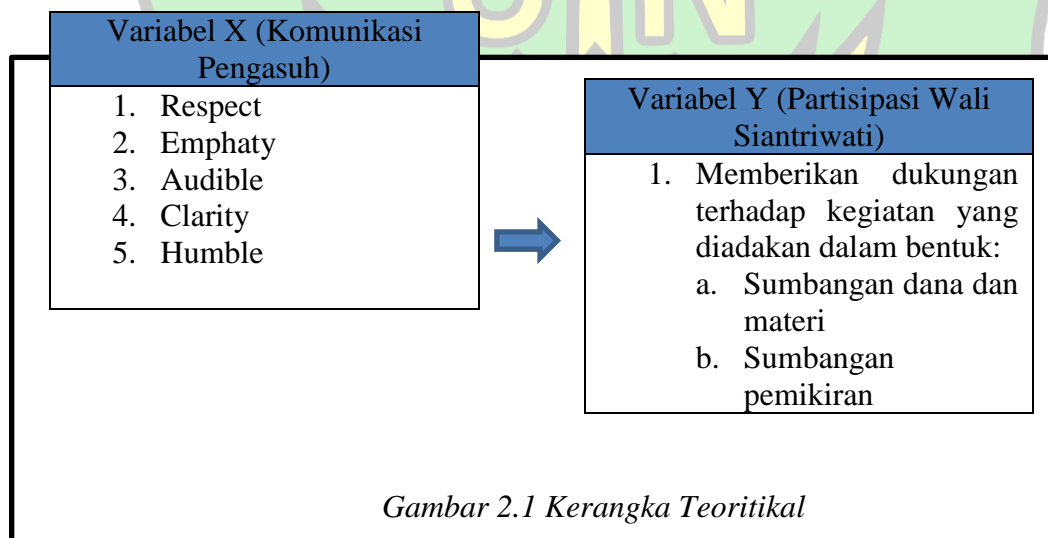 UIN
Variabel X (Komunikasi
Pengasuh)
1. Respect
2. Emphaty
3. Audible
4. Clarity
5. Humble
Variabel Y (Partisipasi Wali
Siantriwati)
1. Memberikan dukungan
terhadap kegiatan yang
diadakan dalam bentuk:
a. Sumbangan dana dan
materi
b. Sumbangan
pemikiran
Gambar 2.1 Kerangka Teoritikal